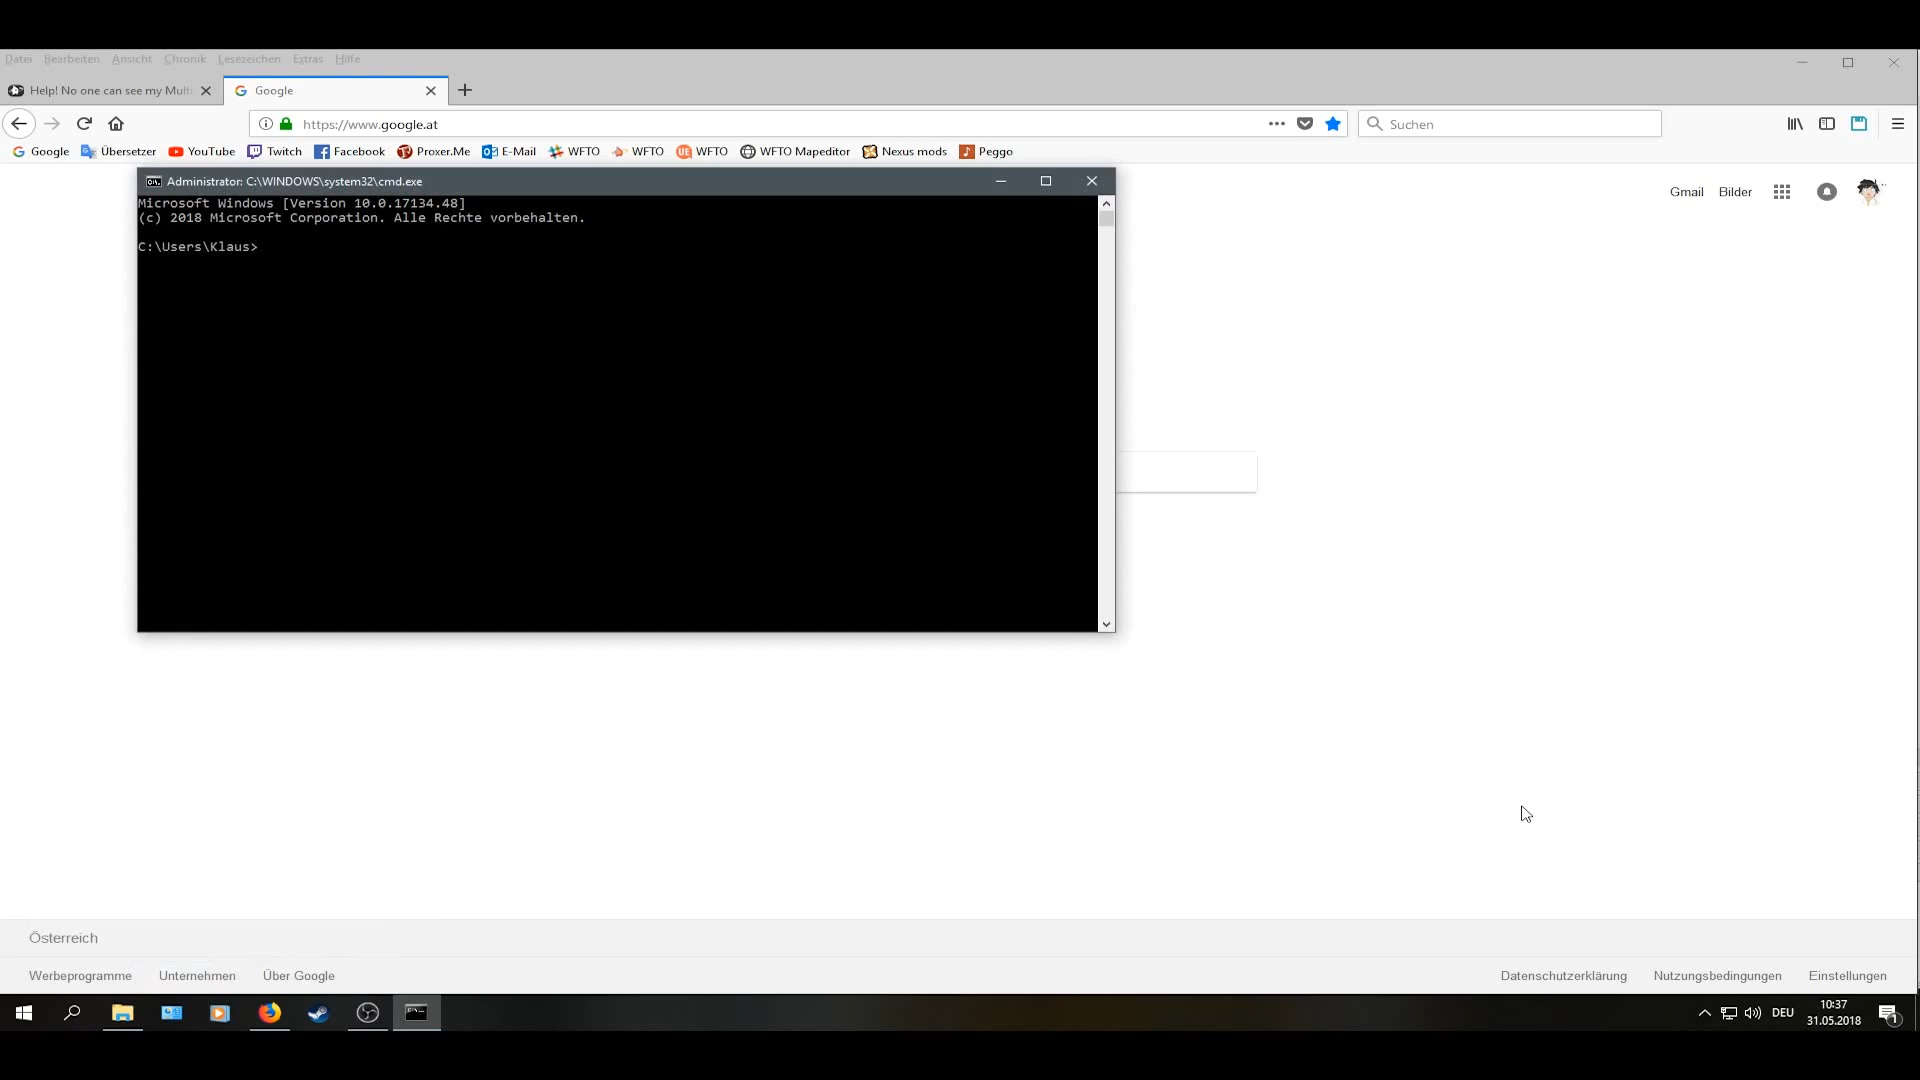 Datei Bearbeiten Ansicht Chronik Lesezeichen Extras Hilfe
Help! No one can see my Mult
Google
https://www.google.at
Suchen
Google Übersetzer YouTube Twitch Facebook Proxer.Me E-Mail WFTO WFTO WFTO WFTO Mapeditor Nexus mods Peggo
Administrator: C:\WINDOWS\system32\cmd.exe
Gmail Bilder
Microsoft Windows [Version 10.0.17134.48]
(c) 2018 Microsoft Corporation. Alle Rechte vorbehalten.
C:\Users\Klaus>
Österreich
Werbeprogramme Unternehmen Über Google Datenschutzerklärung Nutzungsbedingungen Einstellungen
DEU
10:37
31.05.2018
1